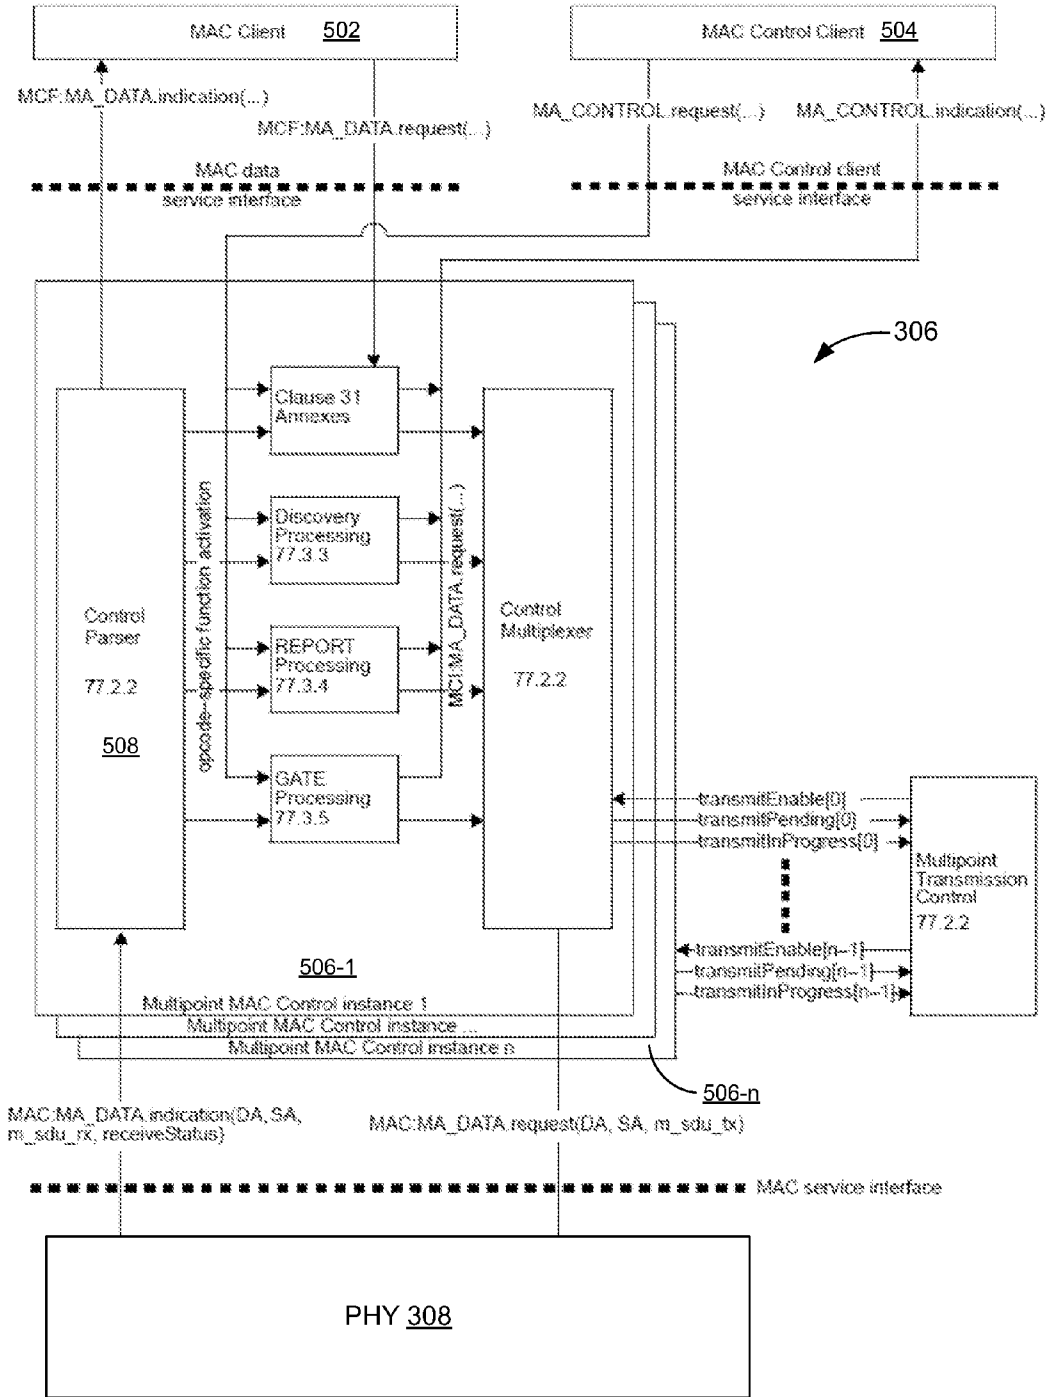 MAC Client 502
MAC Control Client 504
MCF:MA_DATA.indication(...)
MCF:MA_DATA.request(...)
MA_CONTROL.request(...)
MA_CONTROL.indication(...)
MAC data
service interface
MAC Control client
service interface
306
Clause 31
Annexes
Discovery
Processing
77.3.3
REPORT
Processing
77.3.4
GATE
Processing
77.3.5
Control
Parser
77.2.2
508
opcode-specific function activation
MCI:MA_DATA.request(...)
Control
Multiplexer
77.2.2
transmitEnable[0]
transmitPending[0]
transmitInProgress[0]
transmitEnable[n-1]
transmitPending[n-1]
transmitInProgress[n-1]
Multipoint
Transmission
Control
77.2.2
506-1
Multipoint MAC Control instance 1
Multipoint MAC Control instance ...
Multipoint MAC Control instance n
506-n
MAC:MA_DATA.indication(DA,SA,
m_sdu_rx, receiveStatus)
MAC:MA_DATA.request(DA, SA, m_sdu_tx)
MAC service interface
PHY 308